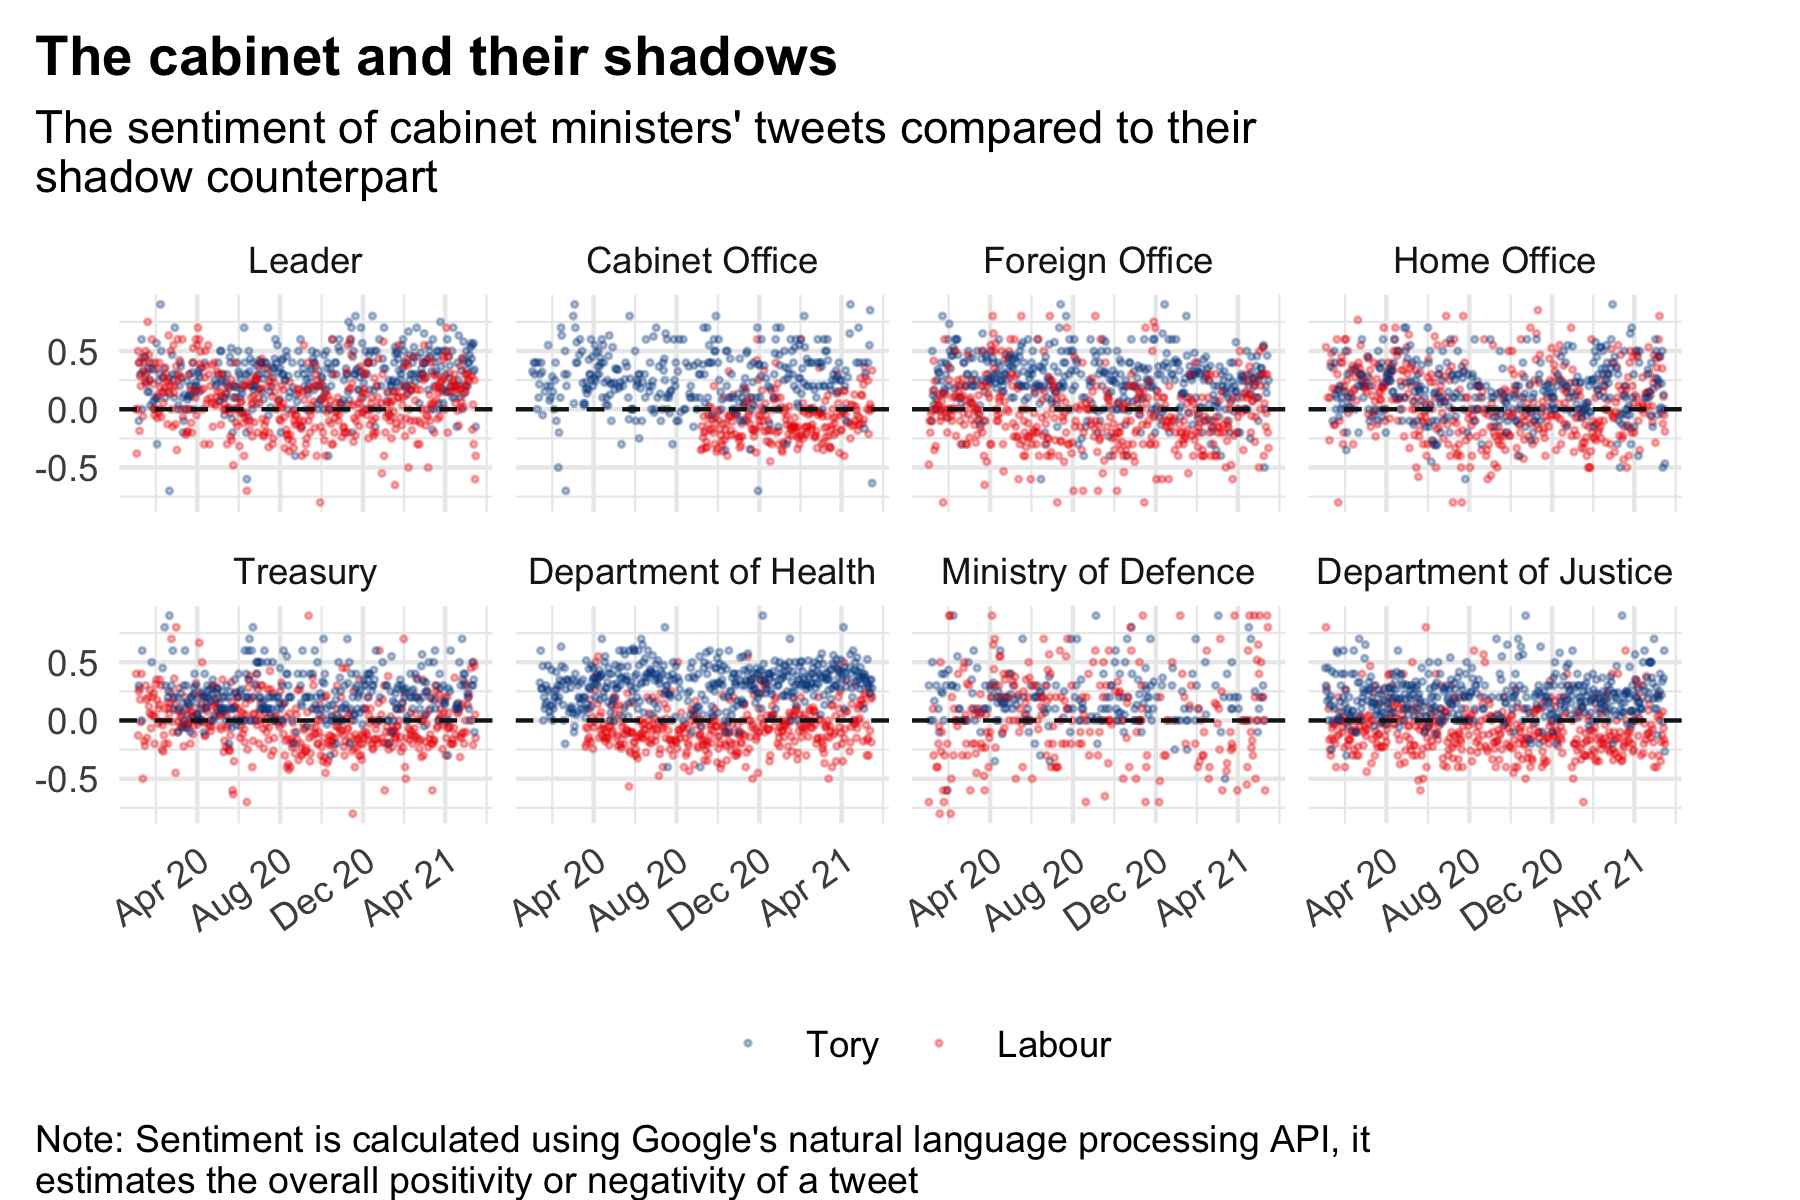 The cabinet and their shadows
The sentiment of cabinet ministers' tweets compared to their
shadow counterpart
Leader
Cabinet Office
Foreign Office
Home Office
0.5
0.0
-0.5
Treasury
Department of Health
Ministry of Defence
Department of Justice
0.5
0.0
-0.5
Apr 20 Aug 20 Dec 20 Apr 21
Apr 20 Aug 20 Dec 20 Apr 21
Apr 20 Aug 20 Dec 20 Apr 21
Apr 20 Aug 20 Dec 20 Apr 21
Tory Labour
Note: Sentiment is calculated using Google's natural language processing API, it
estimates the overall positivity or negativity of a tweet